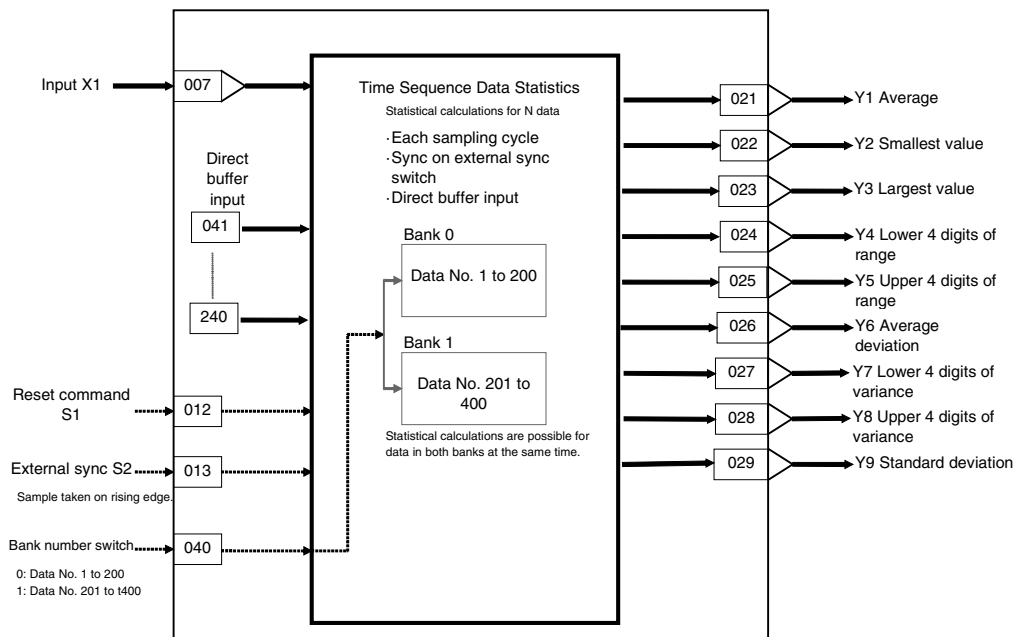 Input X1
007
Direct
buffer
input
041
240
Reset command
S1
012
External sync S2
013
Sample taken on rising edge.
Bank number switch
040
0: Data No. 1 to 200
1: Data No. 201 to t400
Time Sequence Data Statistics
Statistical calculations for N data
·Each sampling cycle
·Sync on external sync
switch
·Direct buffer input
Bank 0
Data No. 1 to 200
Bank 1
Data No. 201 to
400
Statistical calculations are possible for
data in both banks at the same time.
021
Y1 Average
022
Y2 Smallest value
023
Y3 Largest value
024
Y4 Lower 4 digits of
range
025
Y5 Upper 4 digits of
range
026
Y6 Average
deviation
027
Y7 Lower 4 digits of
variance
028
Y8 Upper 4 digits of
variance
029
Y9 Standard deviation